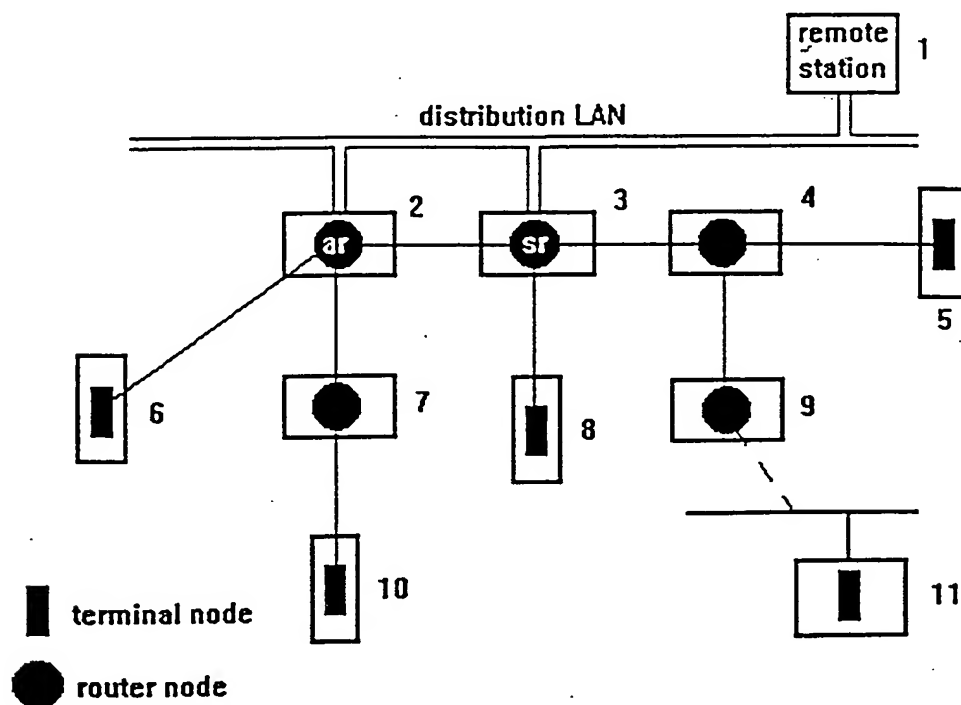 remote
station
1
distribution LAN
2
3
4
ar
sr
5
6
7
8
9
10
11
terminal node
router node